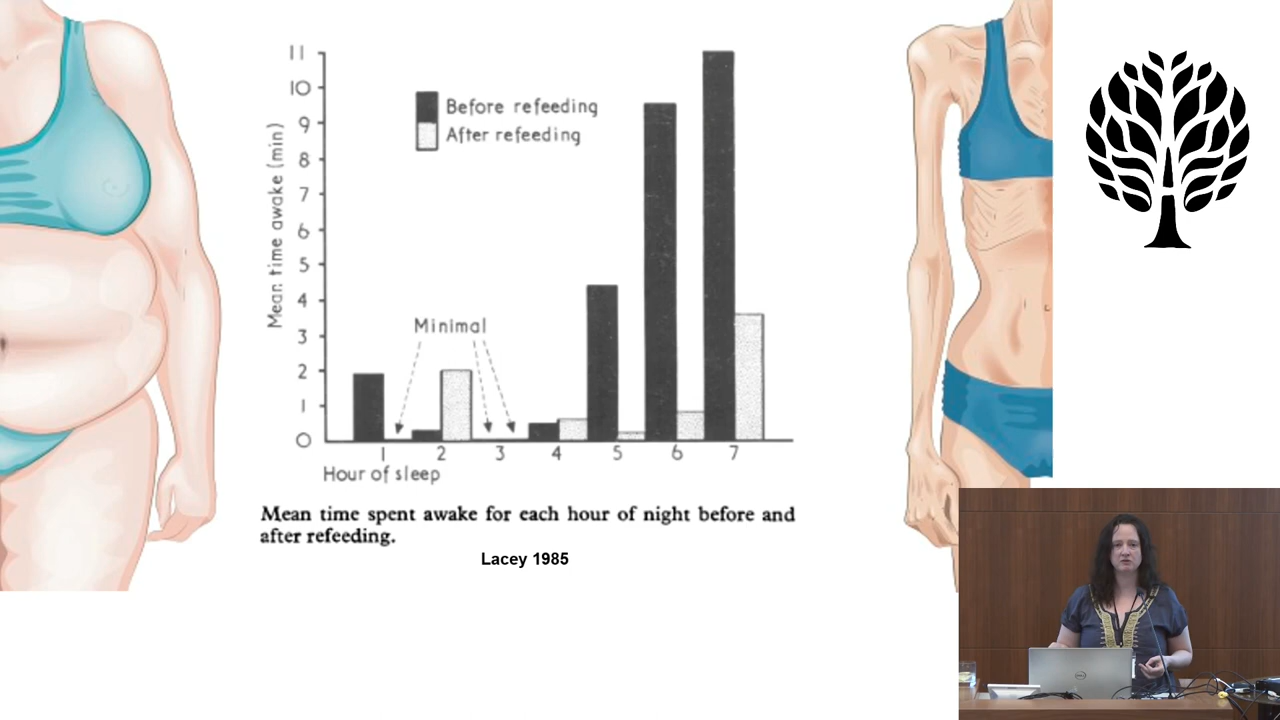 11
10
9
8
7
6
5
4
3
2
1
0
Mean time awake (min)
Before refeeding
After refeeding
Minimal
1 2 3 4 5 6 7
Hour of sleep
Mean time spent awake for each hour of night before and
after refeeding.
Lacey 1985
DELL